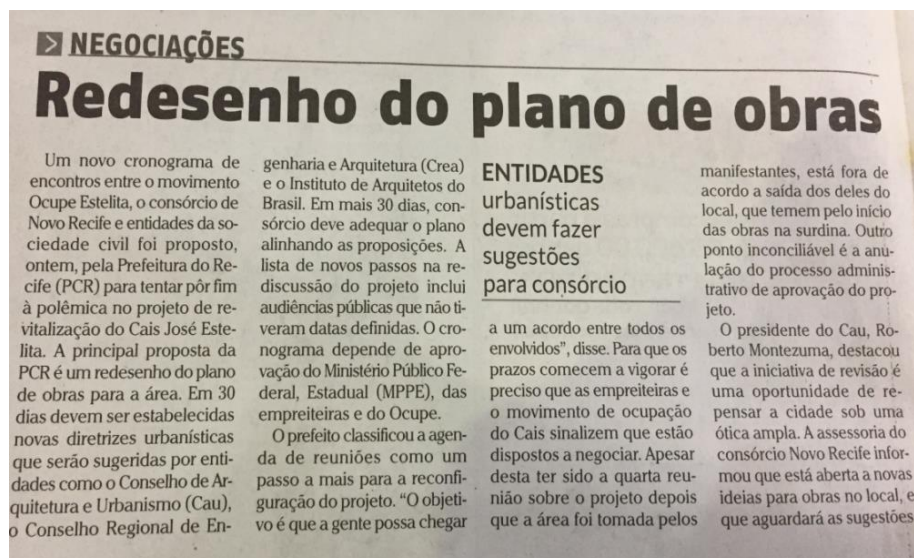 NEGOCIAÇÕES
Redesenho do plano de obras
Um novo cronograma de
encontros entre o movimento
Ocupe Estelita, o consórcio de
Novo Recife e entidades da so-
ciedade civil foi proposto,
ontem, pela Prefeitura do Re-
cife (PCR) para tentar pôr fim
à polêmica no projeto de re-
vitalização do Cais José Este-
lita. A principal proposta da
PCR é um redesenho do plano
de obras para a área. Em 30
dias devem ser estabelecidas
novas diretrizes urbanísticas
que serão sugeridas por enti-
dades como o Conselho de Ar-
quitetura e Urbanismo (Cau),
o Conselho Regional de En-
genharia e Arquitetura (Crea)
e o Instituto de Arquitetos do
Brasil. Em mais 30 dias, con-
sórcio deve adequar o plano
alinhando as proposições. A
lista de novos passos na re-
discussão do projeto inclui
audiências públicas que não ti-
veram datas definidas. O cro-
nograma depende de apro-
vação do Ministério Público Fe-
deral, Estadual (MPPE), das
empreiteiras e do Ocupe.
O prefeito classificou a agen-
da de reuniões como um
passo a mais para a reconfi-
guração do projeto. “O objeti-
vo é que a gente possa chegar
ENTIDADES
urbanísticas
devem fazer
sugestões
para consórcio
a um acordo entre todos os
envolvidos”, disse. Para que os
prazos comecem a vigorar é
preciso que as empreiteiras e
o movimento de ocupação
do Cais sinalizem que estão
dispostos a negociar. Apesar
desta ter sido a quarta reu-
nião sobre o projeto depois
que a área foi tomada pelos
manifestantes, está fora de
acordo a saída dos deles do
local, que temem pelo início
das obras na surdina. Outro
ponto inconciliável é a anu-
lação do processo adminis-
trativo de aprovação do pro-
jeto.
O presidente do Cau, Ro-
berto Montezuma, destacou
que a iniciativa de revisão é
uma oportunidade de re-
pensar a cidade sob uma
ótica ampla. A assessoria do
consórcio Novo Recife infor-
mou que está aberta a novas
ideias para obras no local, e
que aguardará as sugestões